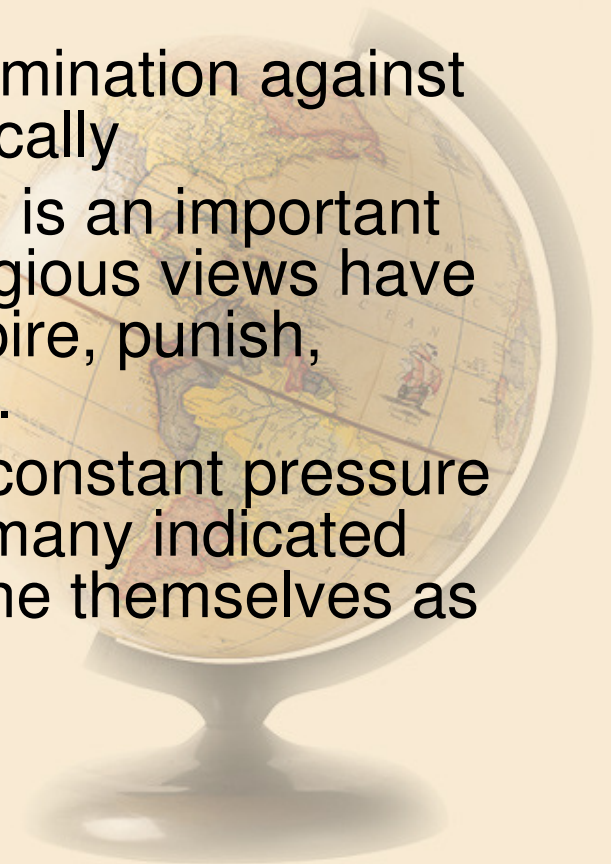 mination against
cally
is an important
gious views have
pire, punish,
.
constant pressure
many indicated
ne themselves as